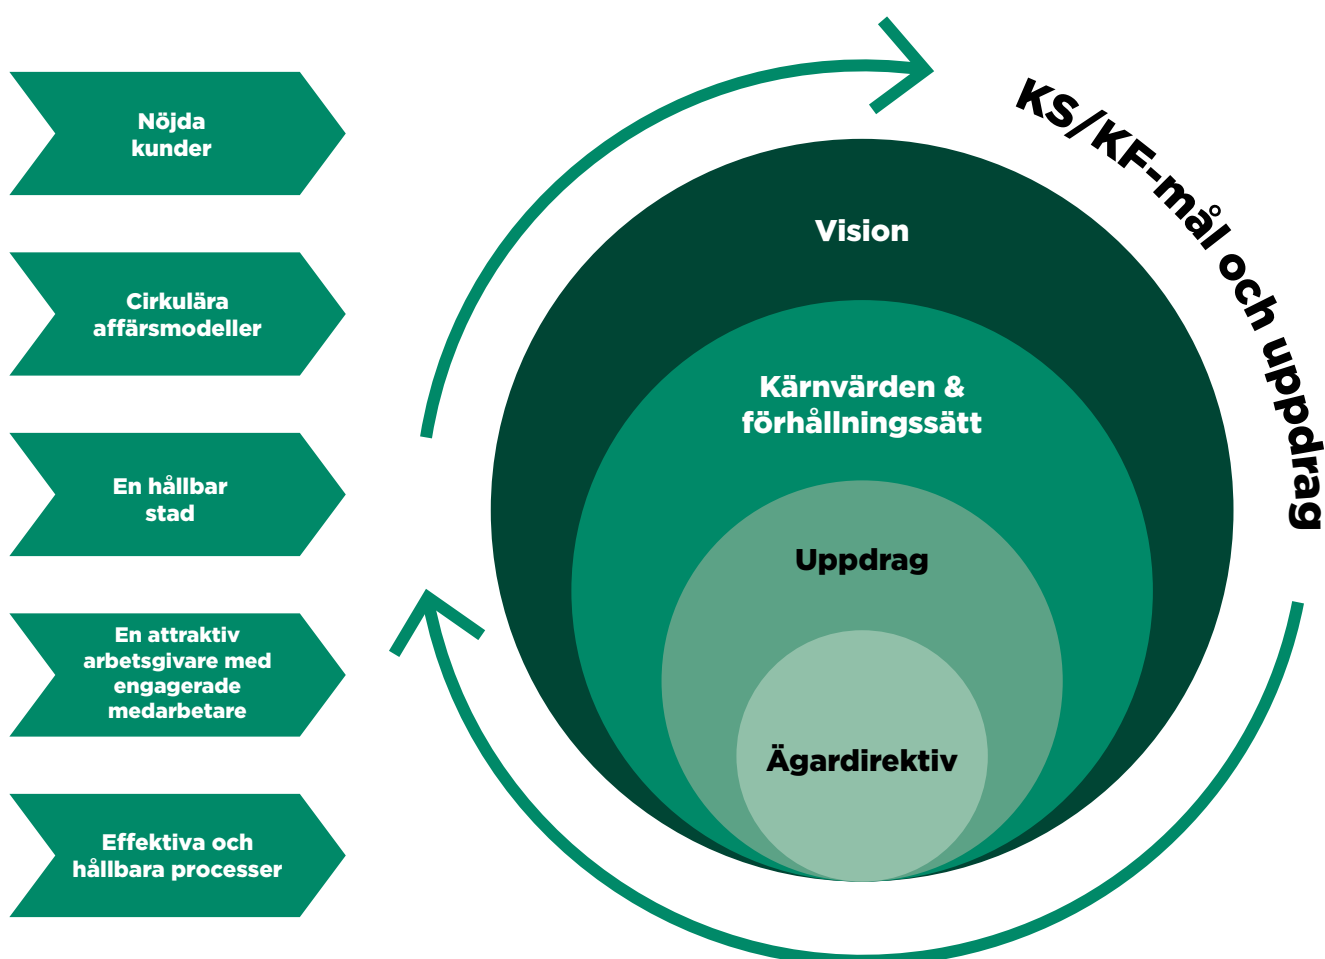 Nöjda
kunder
Cirkulära
affärsmodeller
En hållbar
stad
En attraktiv
arbetsgivare med
engagerade
medarbetare
Effektiva och
hållbara processer
Vision
Kärnvärden &
förhållningssätt
Uppdrag
Ägardirektiv
KS/KF-mål och uppdrag